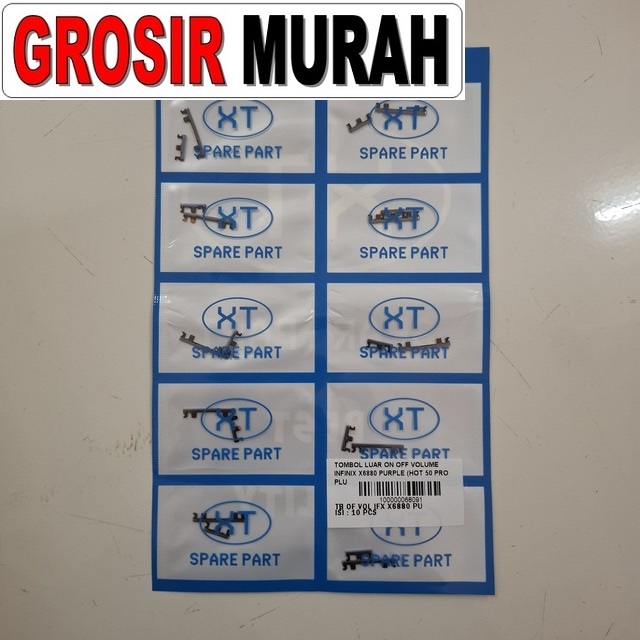 GROSIR MURAH
XT XT
SPARE PART SPARE PART
XT XT
SPARE PART SPARE PART
XT XT
SPARE PART SPARE PART
XT XT
SPARE PART
TOMBOL LUAR ON OFF VOLUME
INFINIX X6880 PURPLE (HOT 50 PRO
PLU
100000068091
TB OF VOL IFX X6880 PU
ISI : 10 PCS
XT
SPARE PART SPARE PART